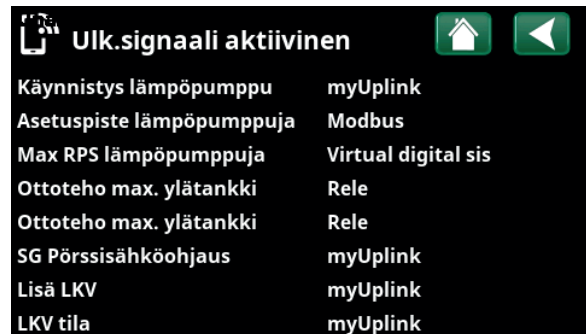 Ulk.signaali aktiivinen
Käynnistys lämpöpumppu myUplink
Asetuspiste lämpöpumppuja Modbus
Max RPS lämpöpumppuja Virtual digital sis
Ottoteho max. ylätankki Rele
Ottoteho max. ylätankki Rele
SG Pörssisähköohjaus myUplink
Lisä LKV myUplink
LKV tila myUplink